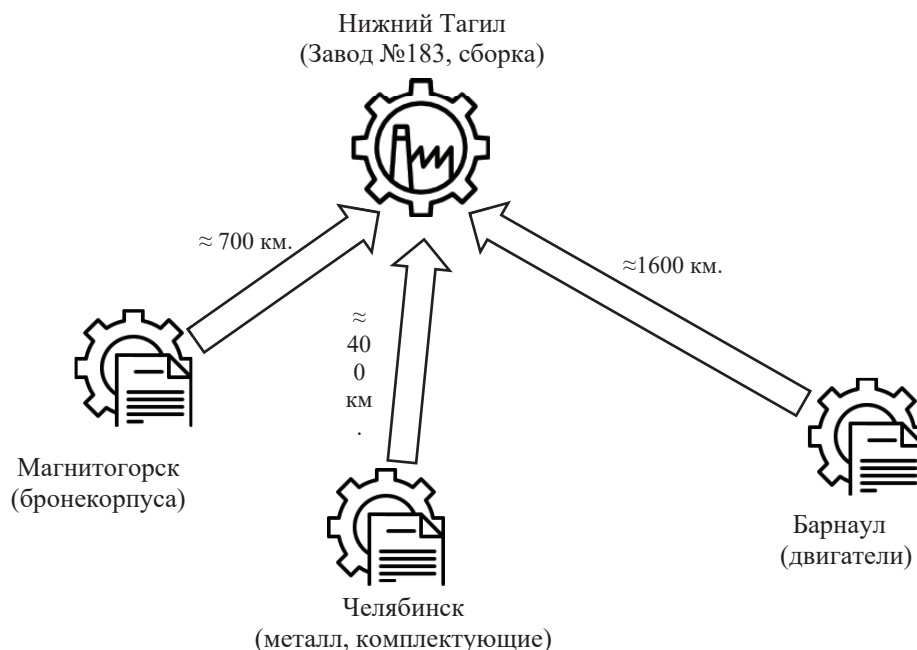 Нижний Тагил
(Завод №183, сборка)
≈ 700 км.
≈1600 км.
≈
40
0
км
.
Магнитогорск
(бронекорпуса)
Барнаул
(двигатели)
Челябинск
(металл, комплектующие)